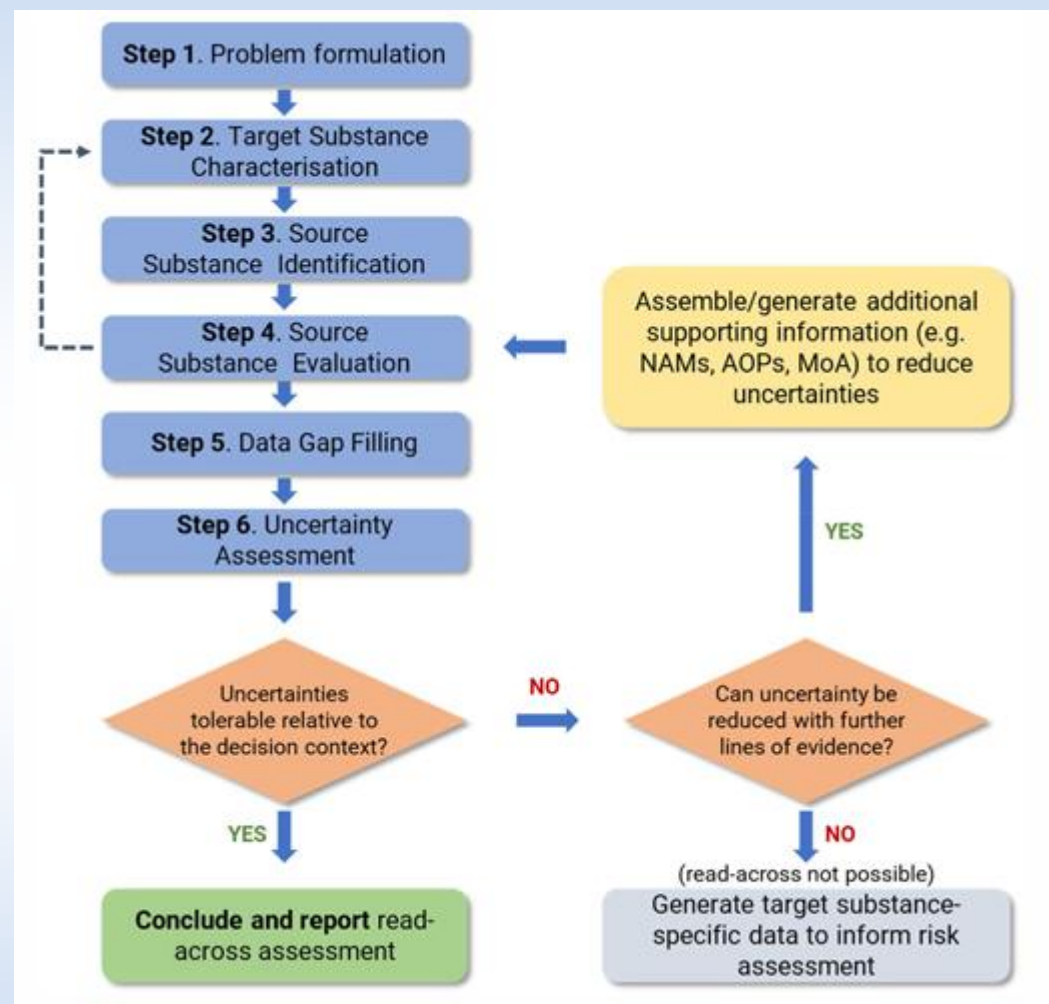 Step 1. Problem formulation
Step 2. Target Substance
Characterisation
Step 3. Source
Substance Identification
Step 4. Source
Substance Evaluation
Step 5. Data Gap Filling
Step 6. Uncertainty
Assessment
Assemble/generate additional
supporting information (e.g.
NAMs, AOPs, MoA) to reduce
uncertainties
YES
Uncertainties
tolerable relative to
the decision context?
NO
Can uncertainty be
reduced with further
lines of evidence?
YES
NO
Conclude and report read-
across assessment
(read-across not possible)
Generate target substance-
specific data to inform risk
assessment